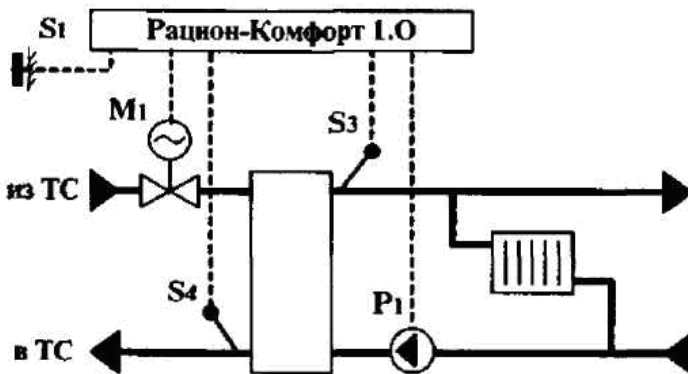 S1
Рацион-Комфорт 1.0
M1
S3
из ТС
S4
P1
в ТС